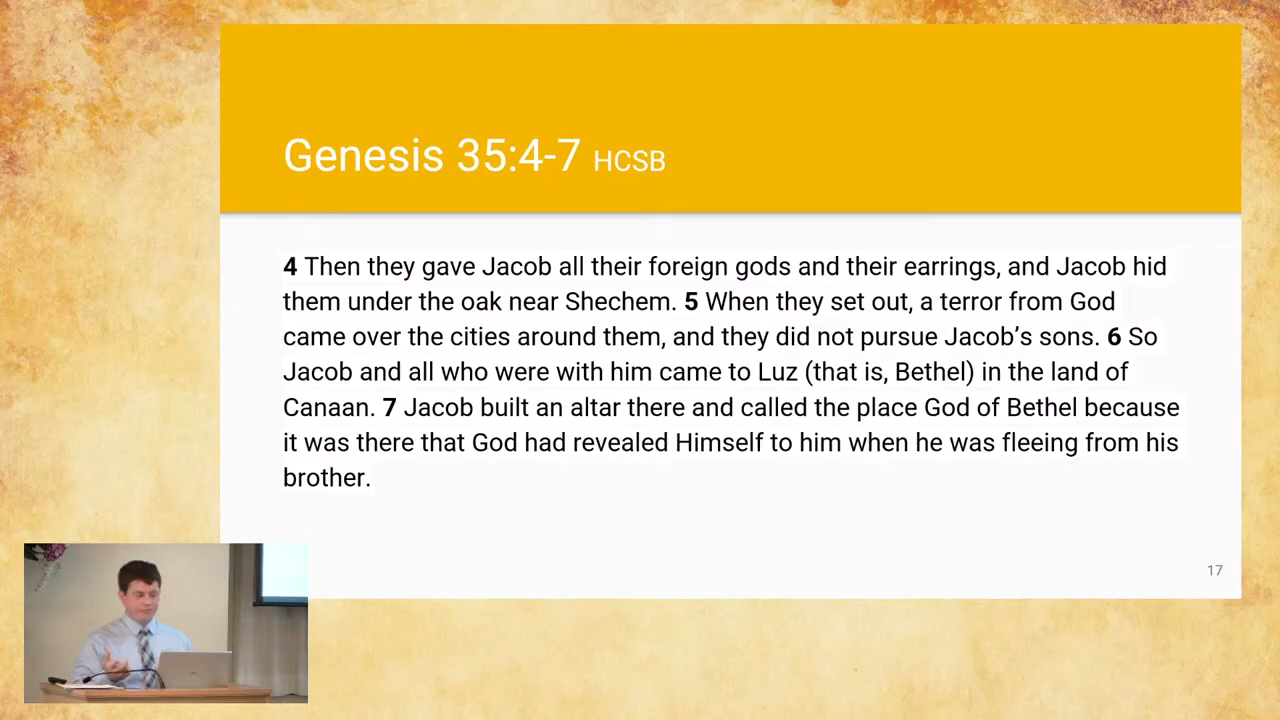 Genesis 35:4-7 HCSB
4 Then they gave Jacob all their foreign gods and their earrings, and Jacob hid
them under the oak near Shechem. 5 When they set out, a terror from God
came over the cities around them, and they did not pursue Jacob’s sons. 6 So
Jacob and all who were with him came to Luz (that is, Bethel) in the land of
Canaan. 7 Jacob built an altar there and called the place God of Bethel because
it was there that God had revealed Himself to him when he was fleeing from his
brother.
17